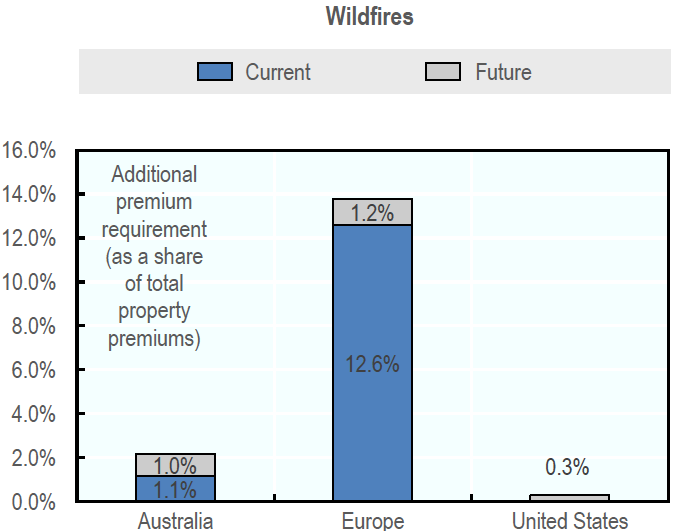 Wildfires
Current Future
16.0%
14.0%
12.0%
10.0%
8.0%
6.0%
4.0%
2.0%
0.0%
Additional
premium
requirement
(as a share
of total
property
premiums)
1.0%
1.1%
1.2%
12.6%
0.3%
Australia Europe United States